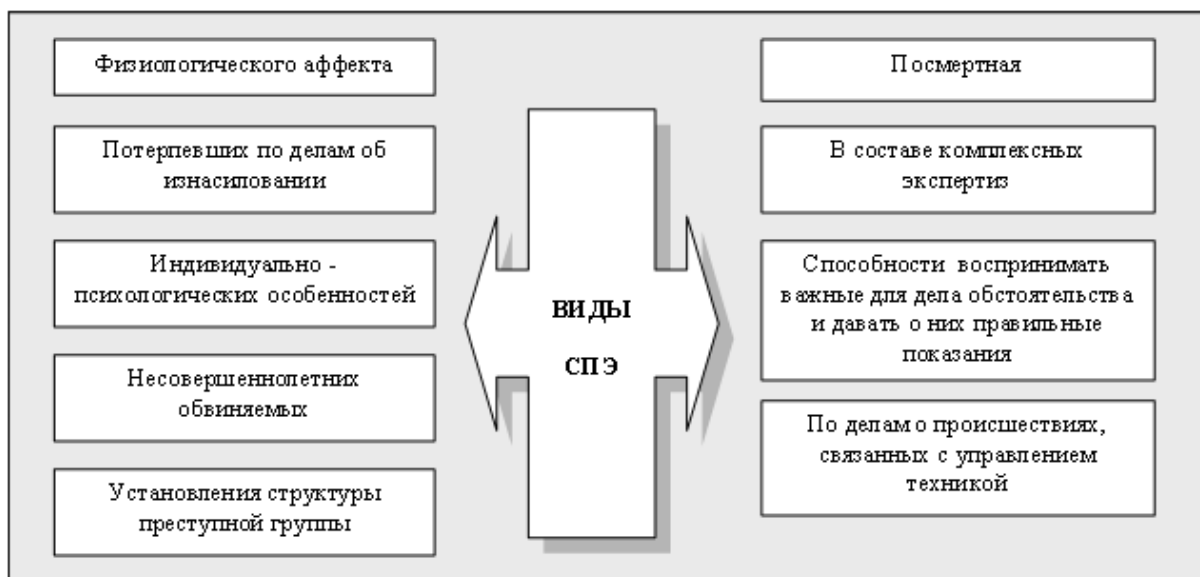 Физиологического аффекта
Потерпевших по делам об
изнасиловании
Индивидуально -
психологических особенностей
Несовершеннолетних
обвиняемых
Установления структуры
преступной группы
ВИДЫ
СПЭ
Посмертная
В составе комплексных
экспертиз
Способности воспринимать
важные для дела обстоятельства
и давать о них правильные
показания
По делам о происшествиях,
связанных с управлением
техникой